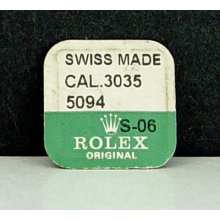 SWISS MADE
CAL.3035
5094
S-06
ROLEX
ORIGINAL